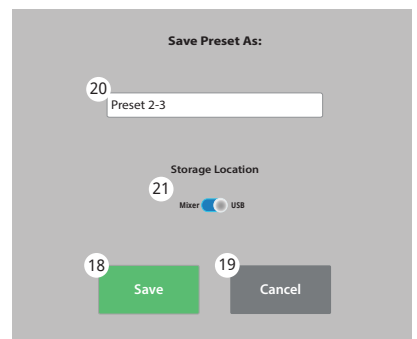 Save Preset As:
20
Preset 2-3
Storage Location
21
Mixer USB
18 19
Save Cancel